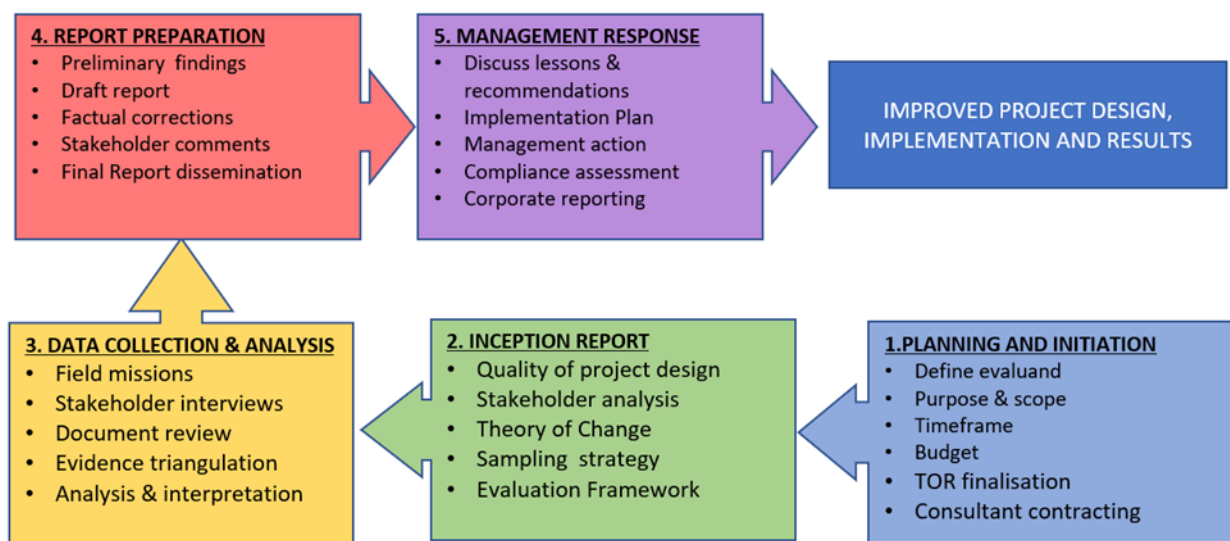 4. REPORT PREPARATION
• Preliminary findings
• Draft report
• Factual corrections
• Stakeholder comments
• Final Report dissemination
5. MANAGEMENT RESPONSE
• Discuss lessons &
recommendations
• Implementation Plan
• Management action
• Compliance assessment
• Corporate reporting
IMPROVED PROJECT DESIGN,
IMPLEMENTATION AND RESULTS
3. DATA COLLECTION & ANALYSIS
• Field missions
• Stakeholder interviews
• Document review
• Evidence triangulation
• Analysis & interpretation
2. INCEPTION REPORT
• Quality of project design
• Stakeholder analysis
• Theory of Change
• Sampling strategy
• Evaluation Framework
1.PLANNING AND INITIATION
• Define evaluand
• Purpose & scope
• Timeframe
• Budget
• TOR finalisation
• Consultant contracting